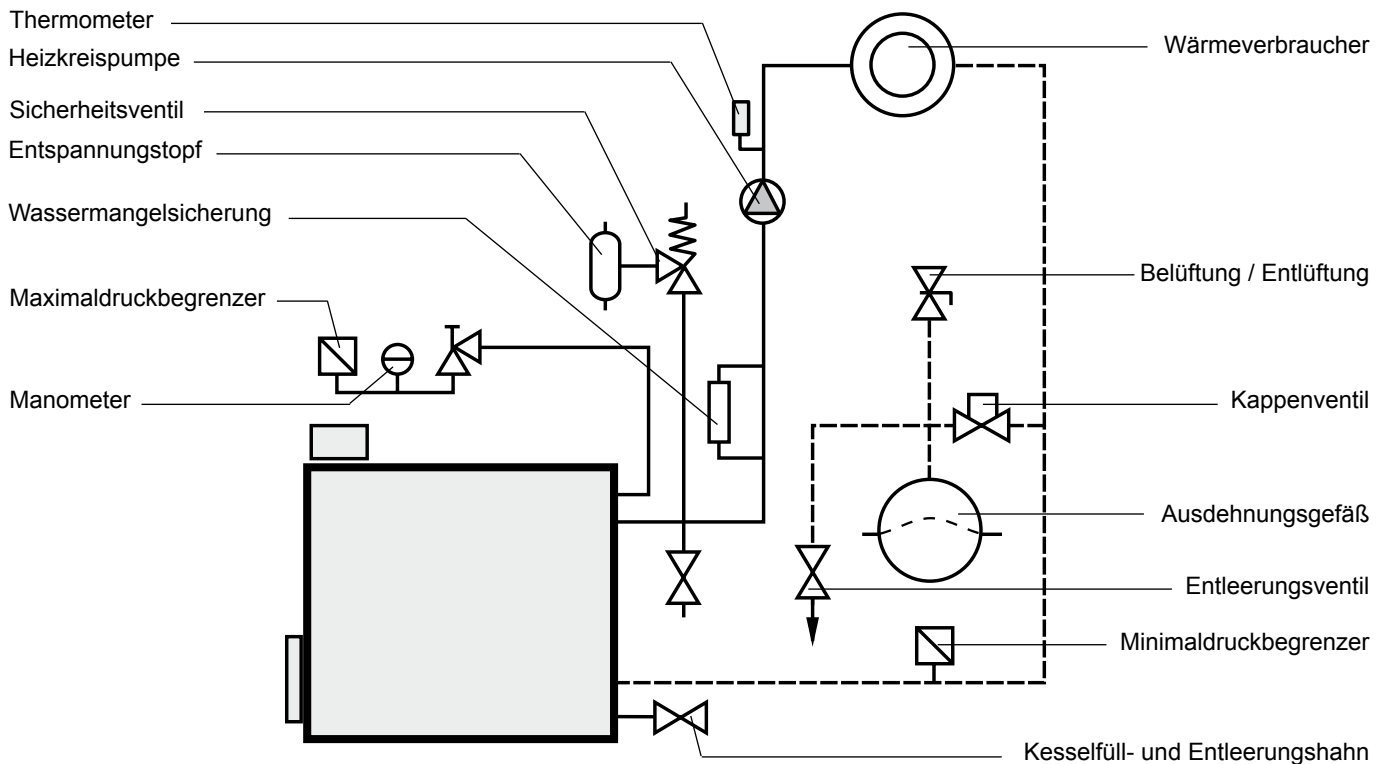 Thermometer
Heizkreispumpe
Sicherheitsventil
Entspannungstopf
Wassermangelsicherung
Maximaldruckbegrenzer
Manometer
Wärmeverbraucher
Belüftung / Entlüftung
Kappenventil
Ausdehnungsgefäß
Entleerungsventil
Minimaldruckbegrenzer
Kesselfüll- und Entleerungshahn